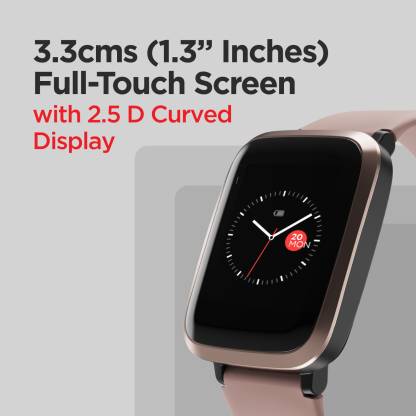 3.3cms (1.3” Inches)
Full-Touch Screen
with 2.5 D Curved
Display
20
MON